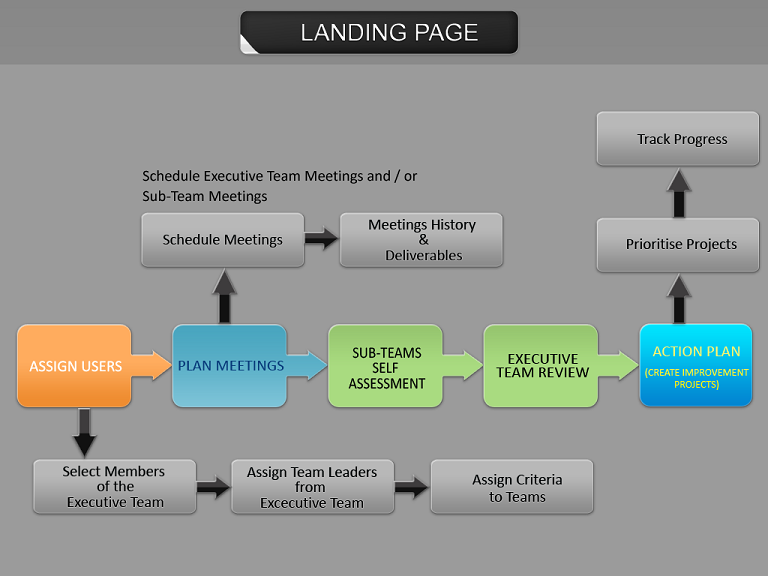 LANDING PAGE
Track Progress
Schedule Executive Team Meetings and / or
Sub-Team Meetings
Schedule Meetings
Meetings History
&
Deliverables
Prioritise Projects
ASSIGN USERS
PLAN MEETINGS
SUB-TEAMS
SELF
ASSESSMENT
EXECUTIVE
TEAM REVIEW
ACTION PLAN
(CREATE IMPROVEMENT
PROJECTS)
Select Members
of the
Executive Team
Assign Team Leaders
from
Excecutive Team
Assign Criteria
to Teams